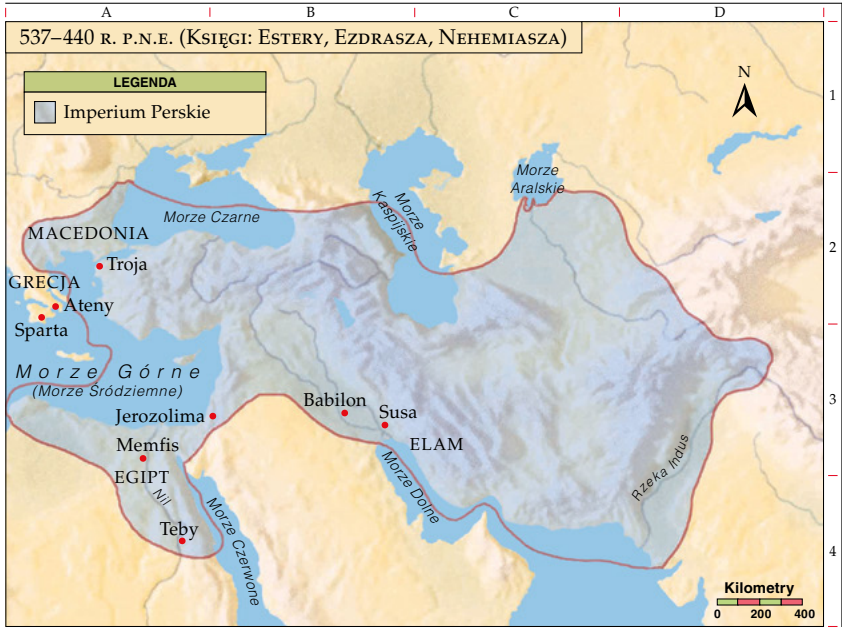 A B C D
537–440 R. P.N.E. (KSIĘGI: ESTERY, EZDRASZA, NEHEMIASZA)
LEGENDA
Imperium Perskie
N
1
Morze
Aralskie
Morze
Kaspijskie
Morze Czarne
MACEDONIA
2
Troja
GRECJA
Ateny
Sparta
Morze Górne
(Morze Śródziemne)
Jerozolima
Babilon
Susa
3
ELAM
Memfis
EGIPT
Nil
Teby
Morze Czerwone
Morze Dolne
Rzeka Indus
4
Kilometry
0 200 400